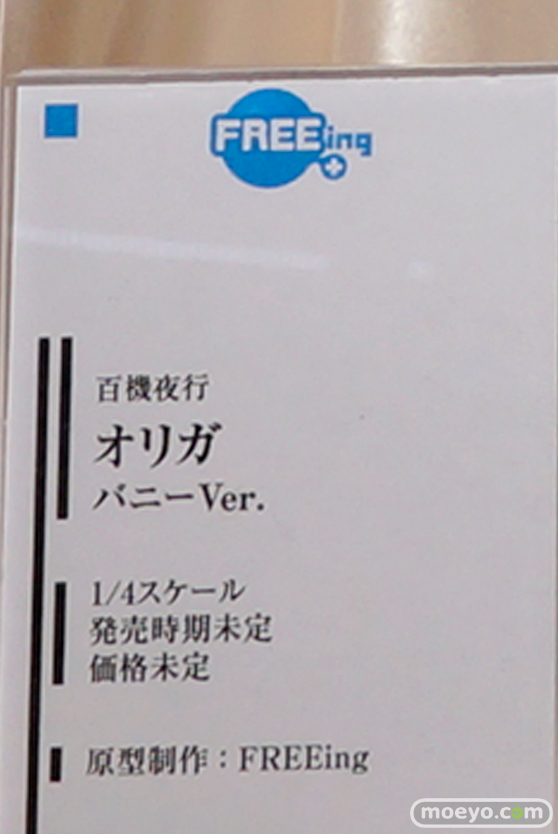 FREEing
百機夜行
オリガ
バニーVer.
1/4スケール
発売時期未定
価格未定
原型制作：FREEing
moeyo.com